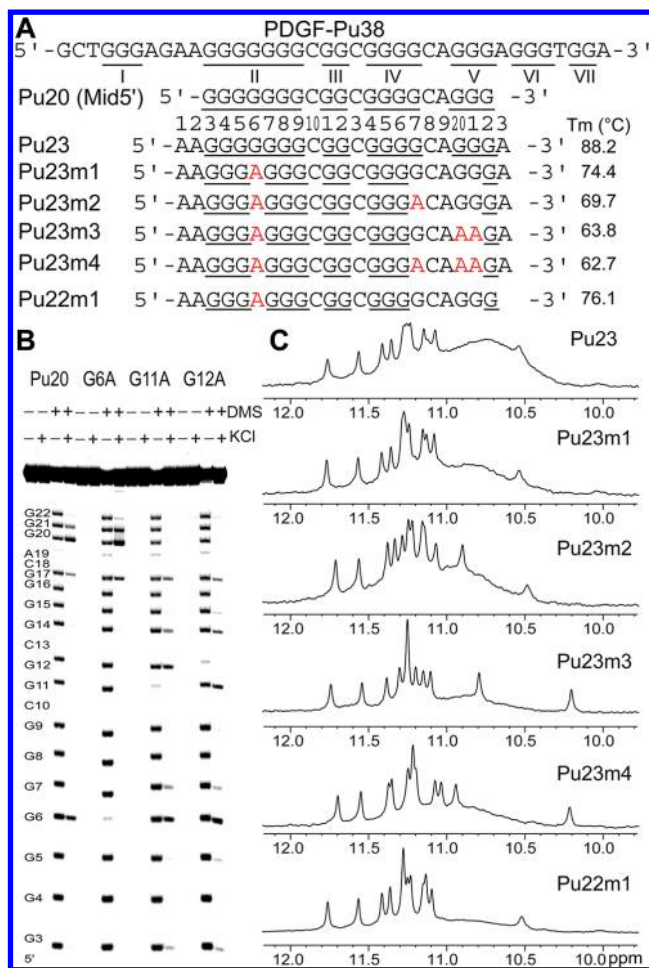 A
PDGF-Pu38
5'-GCTGGGAGAAGGGGGGGCGGCGGGGCAGGGAGGGTGGA-3'
I II III IV V VI VII
Pu20 (Mid5') 5'-GGGGGGGCGGCGGGGCAGGG -3'
1234567891012345678920123 Tm (°C)
Pu23 5'-AAGGGGGGGCGGCGGGGCAGGGA -3' 88.2
Pu23m1 5'-AAGGGAGGGCGGCGGGGCAGGGA -3' 74.4
Pu23m2 5'-AAGGGAGGGCGGCGGGACAGGGA -3' 69.7
Pu23m3 5'-AAGGGAGGGCGGCGGGGCAAAGA -3' 63.8
Pu23m4 5'-AAGGGAGGGCGGCGGGACAAAGA -3' 62.7
Pu22m1 5'-AAGGGAGGGCGGCGGGGCAGGG -3' 76.1
B
Pu20 G6A G11A G12A
--++--++--++--++DMS
-+-+-+-+-+-+-+-+KCl
G22
G21
G20
A19
C18
G17
G16
G15
G14
C13
G12
G11
C10
G9
G8
G7
G6
G5
G4
G3
5'
C
Pu23
12.0 11.5 11.0 10.5 10.0
Pu23m1
12.0 11.5 11.0 10.5 10.0
Pu23m2
12.0 11.5 11.0 10.5 10.0
Pu23m3
12.0 11.5 11.0 10.5 10.0
Pu23m4
12.0 11.5 11.0 10.5 10.0
Pu22m1
12.0 11.5 11.0 10.5 10.0 ppm